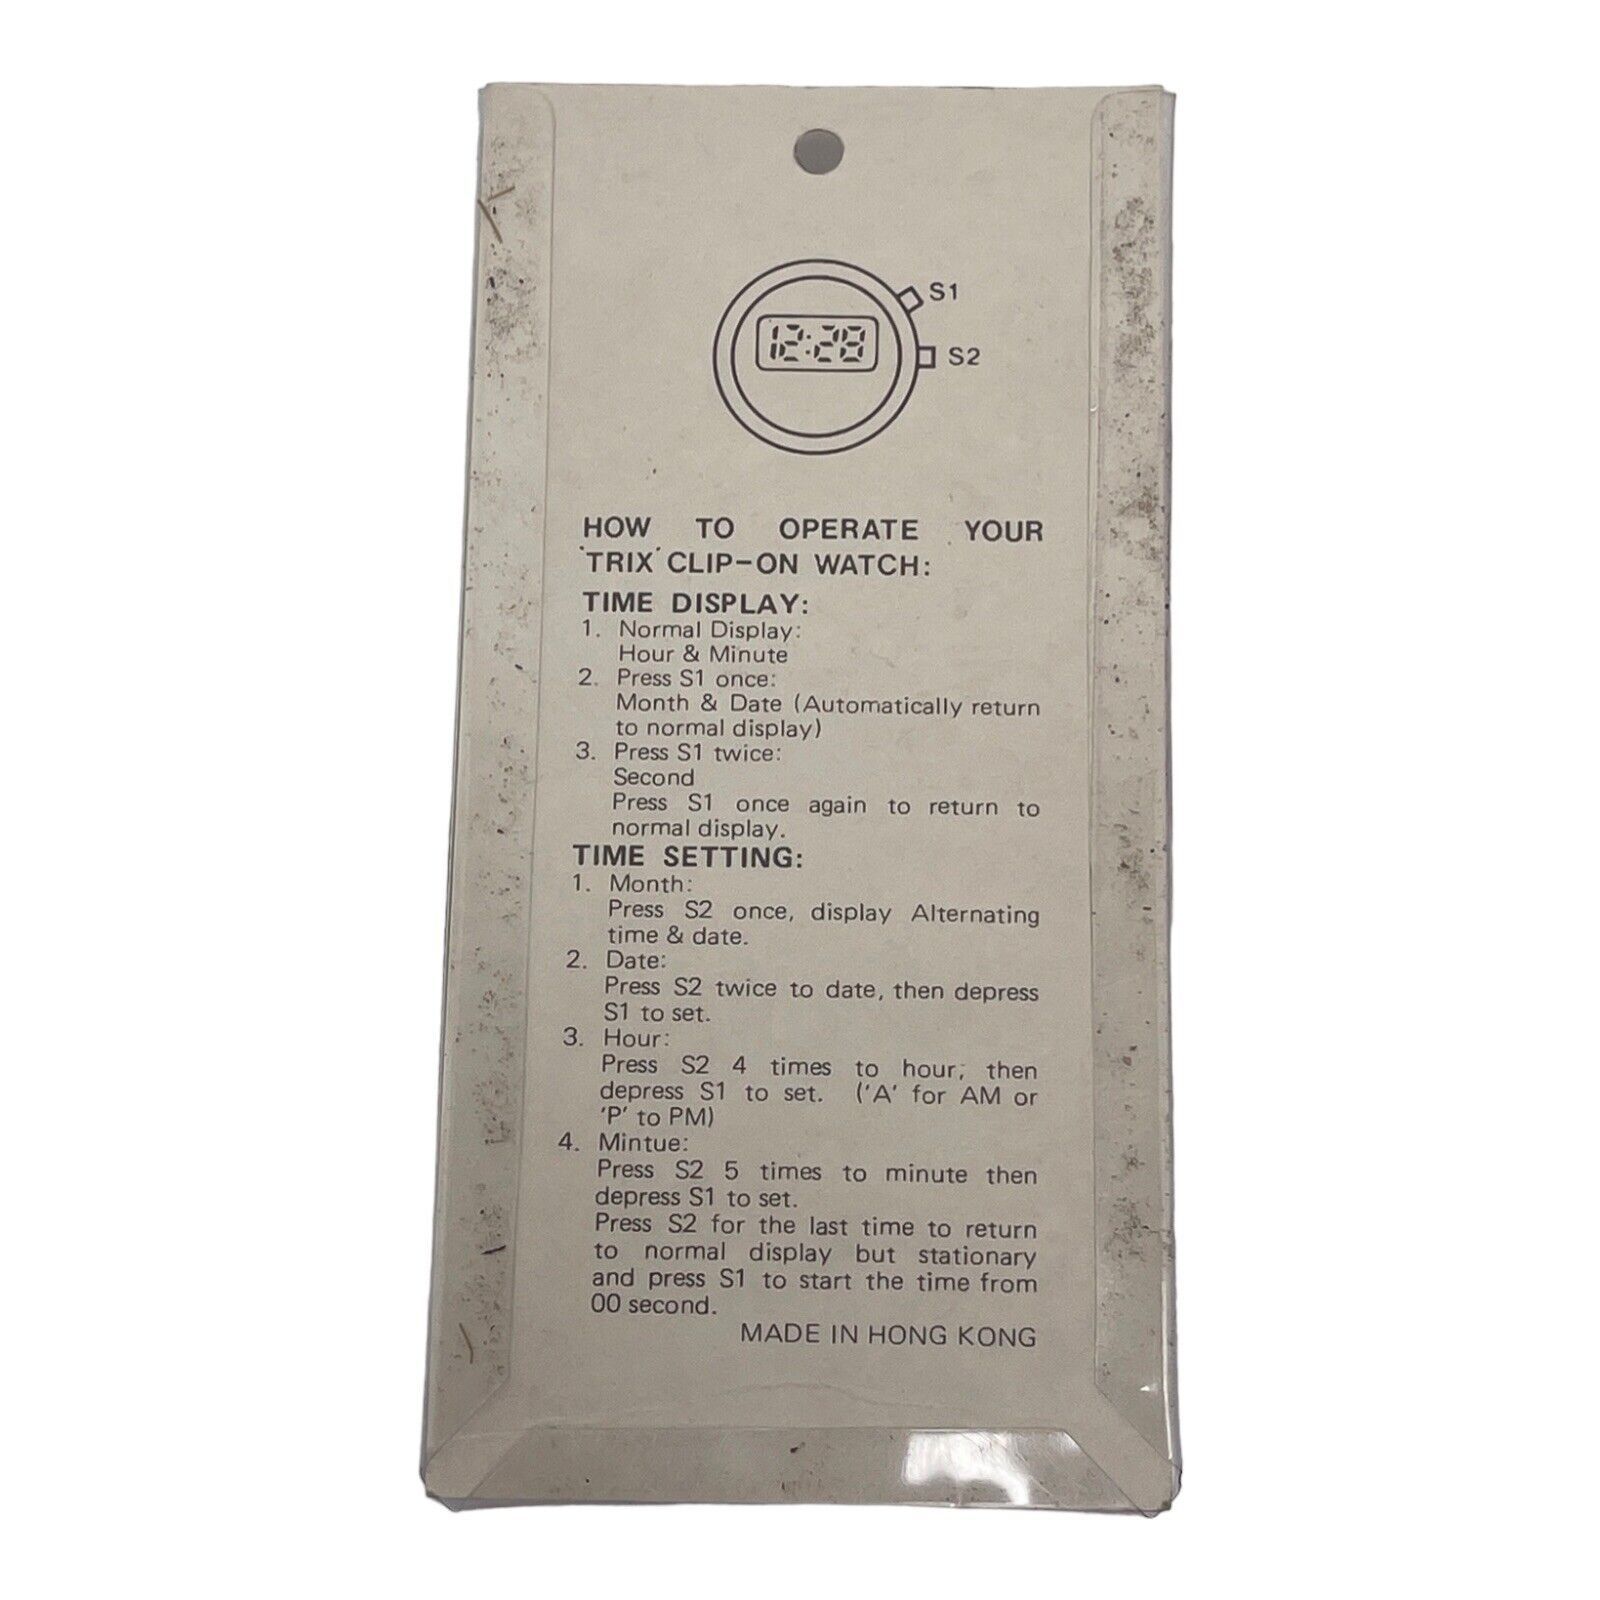 S1
12:28
S2
HOW TO OPERATE YOUR
'TRIX' CLIP-ON WATCH:
TIME DISPLAY:
1. Normal Display:
Hour & Minute
2. Press S1 once:
Month & Date (Automatically return
to normal display)
3. Press S1 twice:
Second
Press S1 once again to return to
normal display.
TIME SETTING:
1. Month:
Press S2 once, display Alternating
time & date.
2. Date:
Press S2 twice to date, then depress
S1 to set.
3. Hour:
Press S2 4 times to hour, then
depress S1 to set. ('A' for AM or
'P' to PM)
4. Mintue:
Press S2 5 times to minute then
depress S1 to set.
Press S2 for the last time to return
to normal display but stationary
and press S1 to start the time from
00 second.
MADE IN HONG KONG